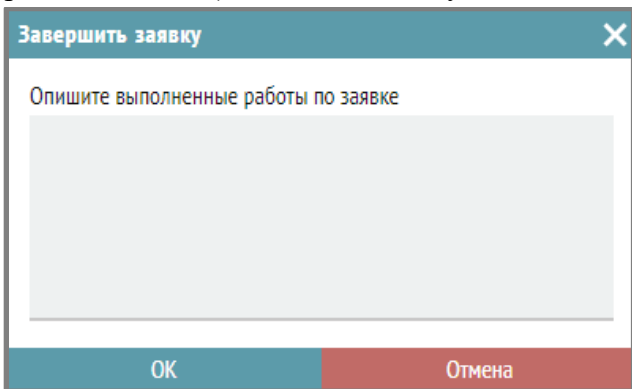 Завершить заявку
Опишите выполненные работы по заявке
ОК
Отмена